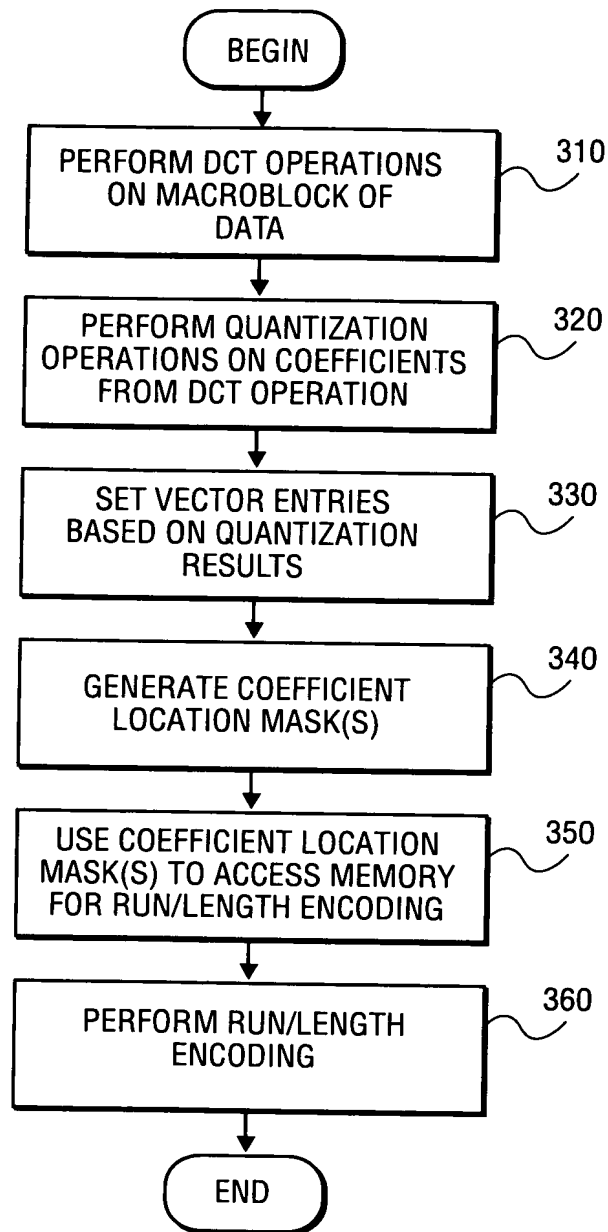 BEGIN
PERFORM DCT OPERATIONS
ON MACROBLOCK OF
DATA
310
PERFORM QUANTIZATION
OPERATIONS ON COEFFICIENTS
FROM DCT OPERATION
320
SET VECTOR ENTRIES
BASED ON QUANTIZATION
RESULTS
330
GENERATE COEFFICIENT
LOCATION MASK(S)
340
USE COEFFICIENT LOCATION
MASK(S) TO ACCESS MEMORY
FOR RUN/LENGTH ENCODING
350
PERFORM RUN/LENGTH
ENCODING
360
END